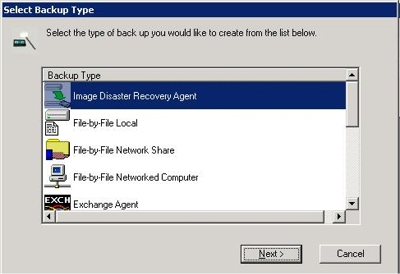 Select Backup Type
Select the type of back up you would like to create from the list below.
Backup Type
Image Disaster Recovery Agent
File-by-File Local
File-by-File Network Share
File-by-File Networked Computer
EXCH
Exchange Agent
Next >
Cancel